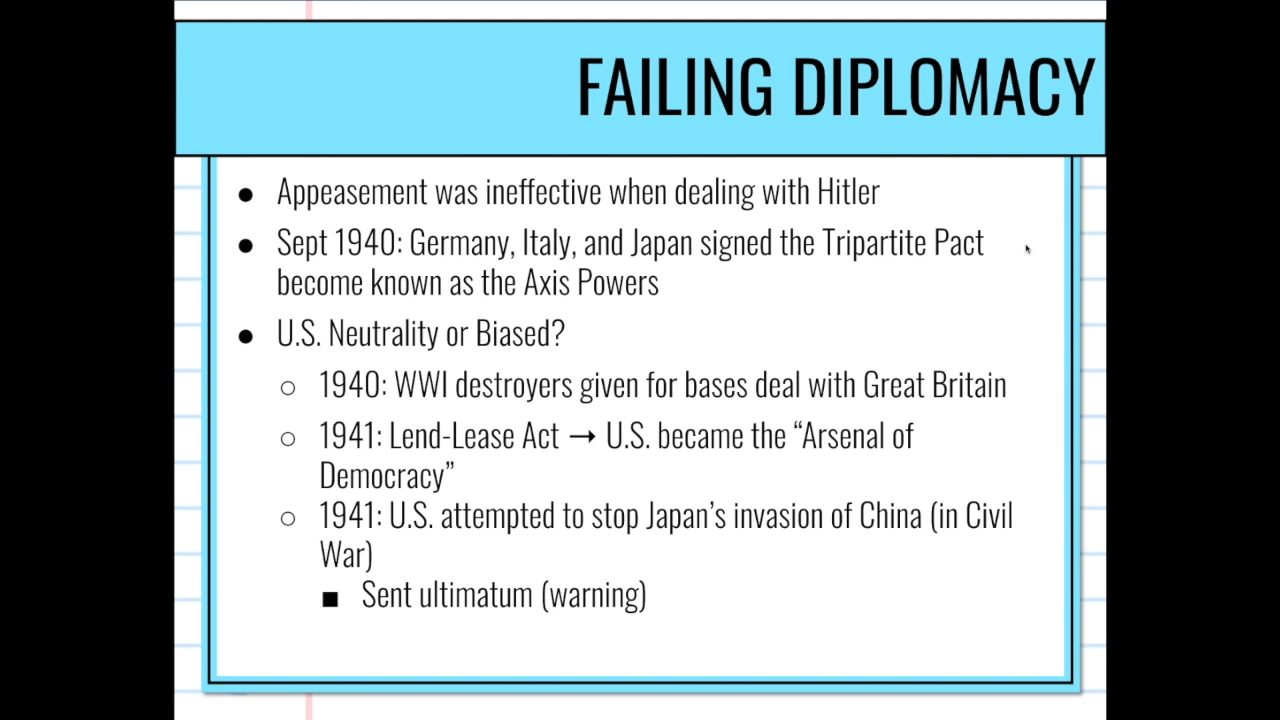 FAILING DIPLOMACY
● Appeasement was ineffective when dealing with Hitler
● Sept 1940: Germany, Italy, and Japan signed the Tripartite Pact
become known as the Axis Powers
● U.S. Neutrality or Biased?
○ 1940: WWI destroyers given for bases deal with Great Britain
○ 1941: Lend-Lease Act → U.S. became the “Arsenal of
Democracy”
○ 1941: U.S. attempted to stop Japan’s invasion of China (in Civil
War)
■ Sent ultimatum (warning)